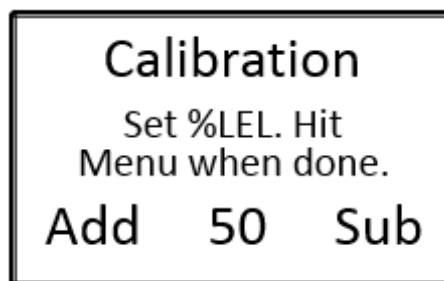 Calibration
Set %LEL. Hit
Menu when done.
Add 50 Sub